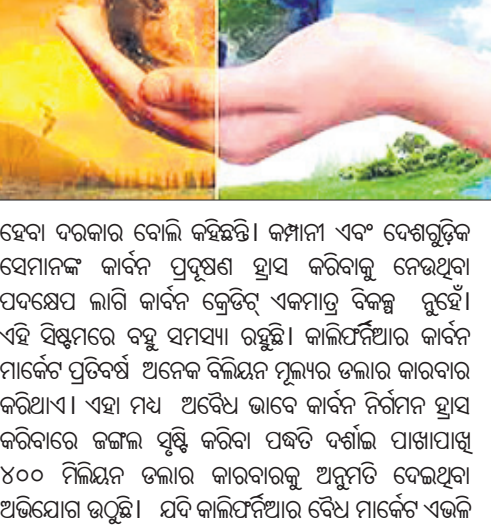 ହେବା ଦରକାର ବୋଲି କହିଛନ୍ତି। କମ୍ପାନୀ ଏବଂ ଦେଶଗୁଡ଼ିକ
ସେମାନଙ୍କ କାର୍ବନ ପ୍ରଦୂଷଣ ହ୍ରାସ କରିବାକୁ ନେଉଥିବା
ପଦକ୍ଷେପ ଲାଗି କାର୍ବନ କ୍ରେଡିଟ୍ ଏକମାତ୍ର ବିକଳ୍ପ ନୁହେଁ।
ଏହି ସିଷ୍ଟମରେ ବହୁ ସମସ୍ୟା ରହୁଛି। କାଲିଫର୍ନିଆର କାର୍ବନ
ମାର୍କେଟ ପ୍ରତିବର୍ଷ ଅନେକ ବିଲିୟନ ମୂଲ୍ୟର ଡଲାର କାରବାର
କରିଥାଏ। ଏହା ମଧ୍ୟ ଅବୈଧ ଭାବେ କାର୍ବନ ନିର୍ଗମନ ହ୍ରାସ
କରିବାରେ ଜଙ୍ଗଲ ସୃଷ୍ଟି କରିବା ପଦ୍ଧତି ଦର୍ଶାଇ ପାଖାପାଖି
୪୦୦ ମିଲିୟନ ଡଲାର କାରବାରକୁ ଅନୁମତି ଦେଇଥିବା
ଅଭିଯୋଗ ଉଠୁଛି। ଯଦି କାଲିଫର୍ନିଆର ବୈଧ ମାର୍କେଟ ଏଭଳି